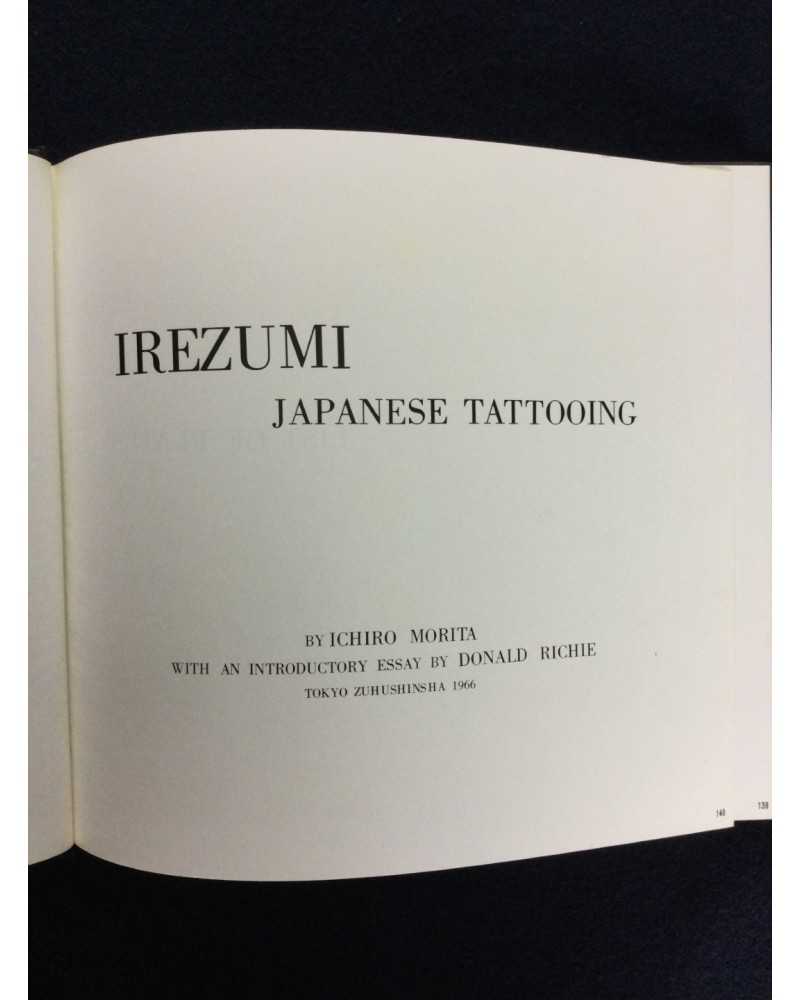 IREZUMI
JAPANESE TATTOOING
BY ICHIRO MORITA
WITH AN INTRODUCTORY ESSAY BY DONALD RICHIE
TOKYO ZUHUSHINSHA 1966
140
139